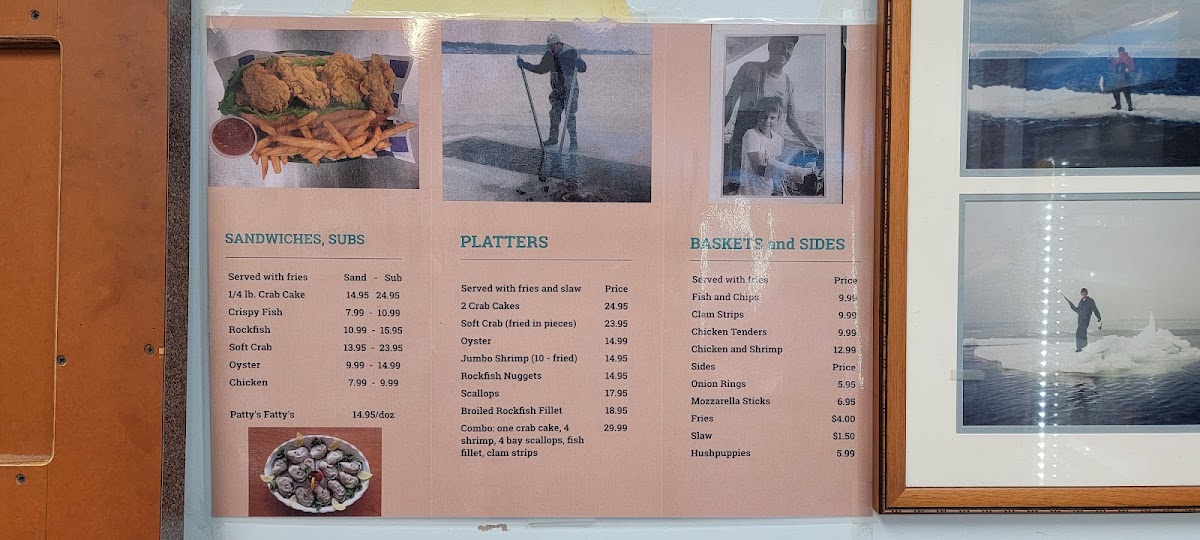 SANDWICHES, SUBS
Served with fries Sand - Sub
1/4 lb. Crab Cake 14.95 24.95
Crispy Fish 7.99 - 10.99
Rockfish 10.99 - 15.95
Soft Crab 13.95 - 23.95
Oyster 9.99 - 14.99
Chicken 7.99 - 9.99
Patty's Fatty's 14.95/doz
PLATTERS
Served with fries and slaw Price
2 Crab Cakes 24.95
Soft Crab (fried in pieces) 23.95
Oyster 14.99
Jumbo Shrimp (10 - fried) 14.95
Rockfish Nuggets 14.95
Scallops 17.95
Broiled Rockfish Fillet 18.95
Combo: one crab cake, 4 29.99
shrimp, 4 bay scallops, fish
fillet, clam strips
BASKETS and SIDES
Served with fries Price
Fish and Chips 9.99
Clam Strips 9.99
Chicken Tenders 9.99
Chicken and Shrimp 12.99
Sides Price
Onion Rings 5.95
Mozzarella Sticks 6.95
Fries $4.00
Slaw $1.50
Hushpuppies 5.99